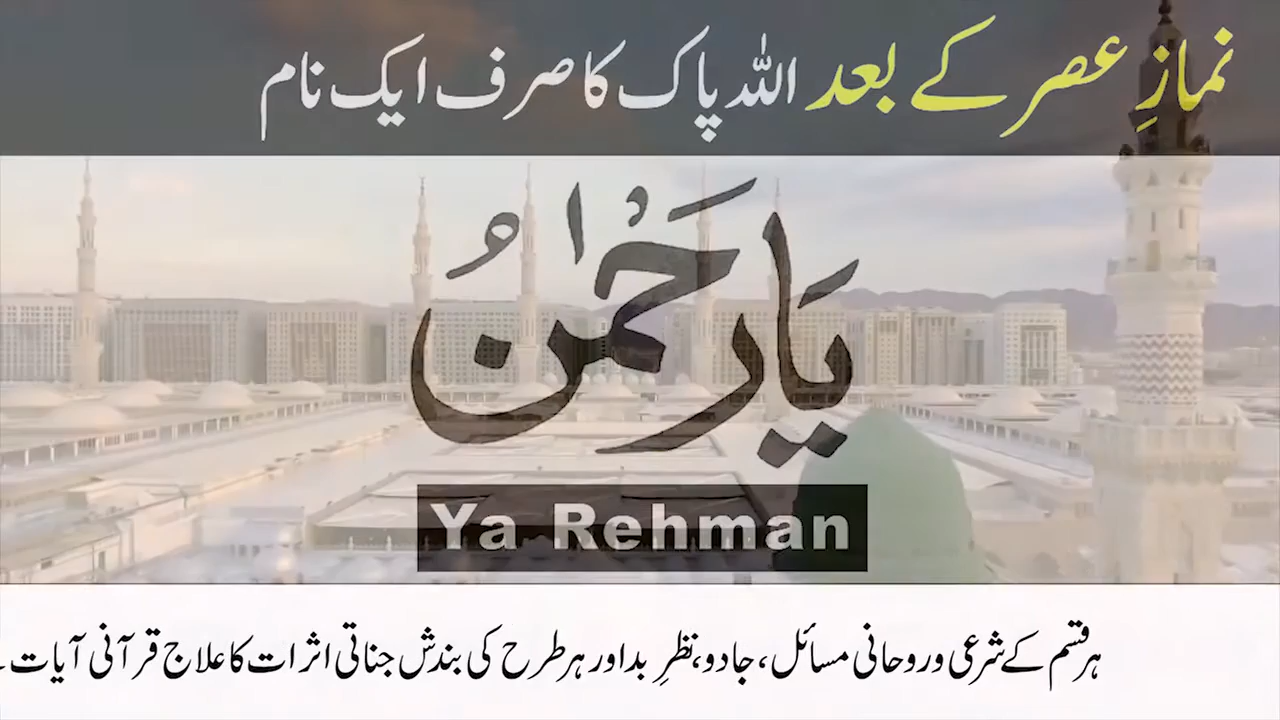 نمازِ عصر کے بعد اللہ پاک کا صرف ایک نام
يَا رَحْمٰنُ
Ya Rehman
ہر قسم کے شرعی و روحانی مسائل، جادو، نظرِ بد اور ہر طرح کی بندش جناتی اثرات کا علاج قرآنی آیات